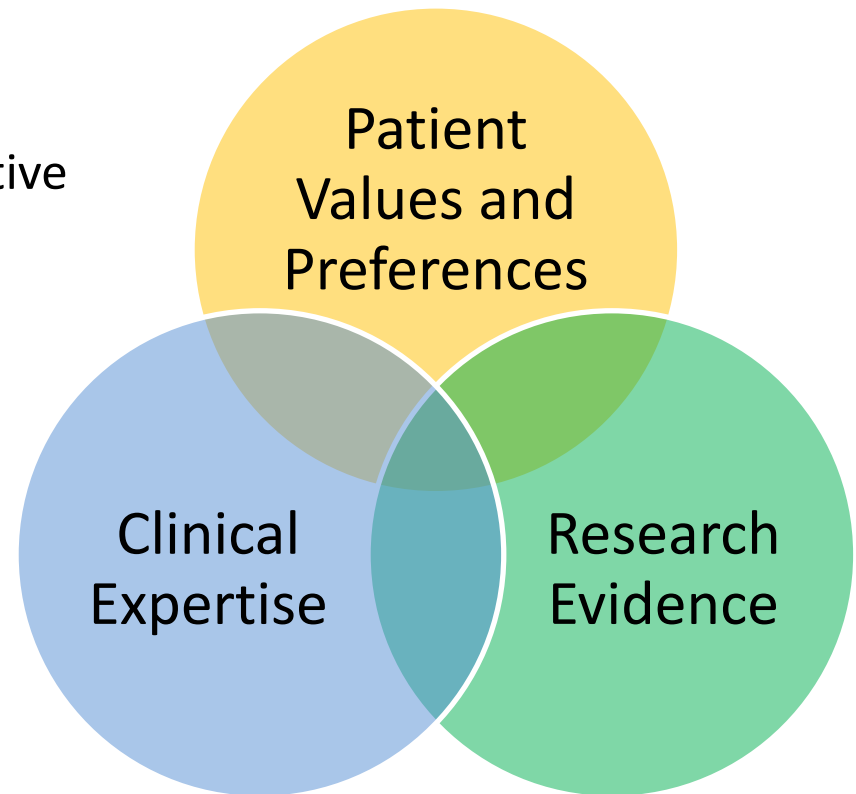 Patient
tive
Values and
Preferences
Clinical
Expertise
Research
Evidence